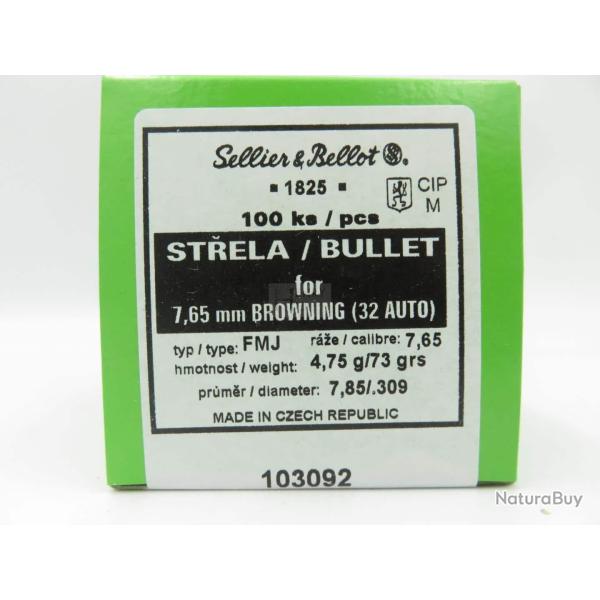 Sellier & Bellot
1825
CIP
M
100 ks / pcs
STŘELA / BULLET
for
7,65 mm BROWNING (32 AUTO)
typ / type: FMJ ráže / calibre: 7,65
hmotnost / weight: 4,75 g/73 grs
průměr / diameter: 7,85/.309
MADE IN CZECH REPUBLIC
103092
NaturaBuy